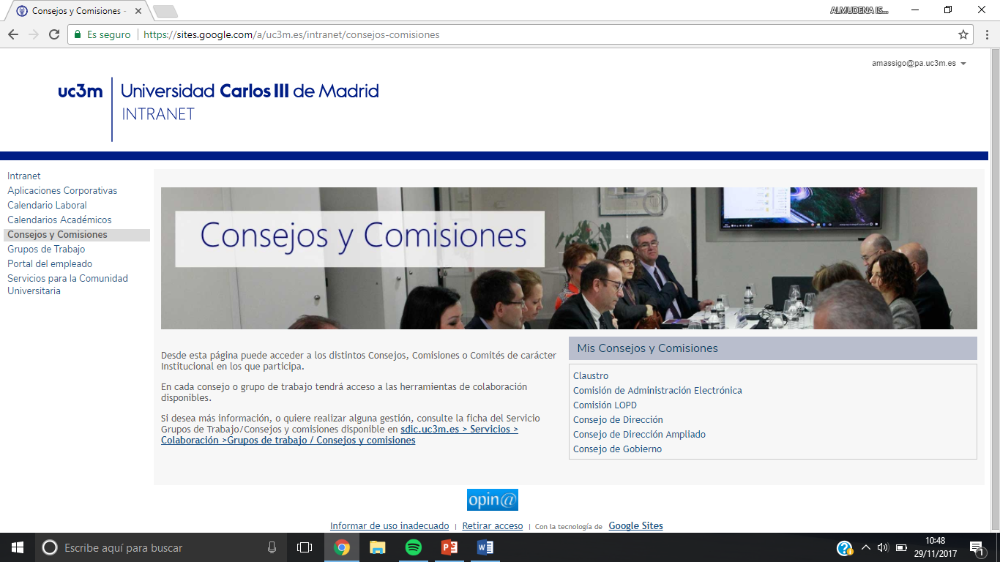 Consejos y Comisiones -
ALMUDENA IS...
Es seguro
https://sites.google.com/a/uc3m.es/intranet/consejos-comisiones
amassigo@pa.uc3m.es
uc3m Universidad Carlos III de Madrid
INTRANET
Intranet
Aplicaciones Corporativas
Calendario Laboral
Calendarios Académicos
Consejos y Comisiones
Grupos de Trabajo
Portal del empleado
Servicios para la Comunidad
Universitaria
Consejos y Comisiones
Desde esta página puede acceder a los distintos Consejos, Comisiones o Comités de carácter
Institucional en los que participa.
En cada consejo o grupo de trabajo tendrá acceso a las herramientas de colaboración
disponibles.
Si desea más información, o quiere realizar alguna gestión, consulte la ficha del Servicio
Grupos de Trabajo/Consejos y comisiones disponible en sdic.uc3m.es > Servicios >
Colaboración >Grupos de trabajo / Consejos y comisiones
Mis Consejos y Comisiones
Claustro
Comisión de Administración Electrónica
Comisión LOPD
Consejo de Dirección
Consejo de Dirección Ampliado
Consejo de Gobierno
opin@
Informar de uso inadecuado | Retirar acceso | Con la tecnología de Google Sites
Escribe aquí para buscar
10:48
29/11/2017
1